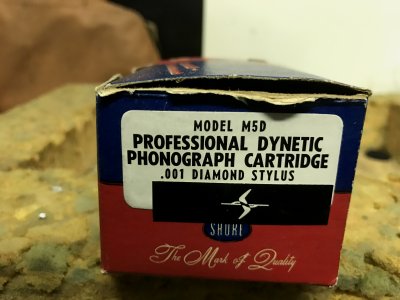 MODEL M5D
PROFESSIONAL DYNETIC
PHONOGRAPH CARTRIDGE
.001 DIAMOND STYLUS
SHURE
The Mark of Quality